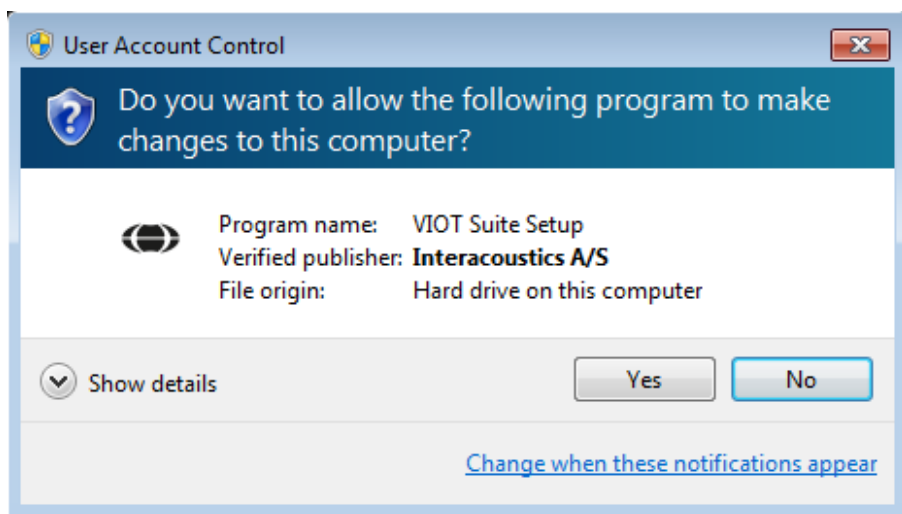 User Account Control
Do you want to allow the following program to make
changes to this computer?
Program name: VIOT Suite Setup
Verified publisher: Interacoustics A/S
File origin: Hard drive on this computer
Show details Yes No
Change when these notifications appear